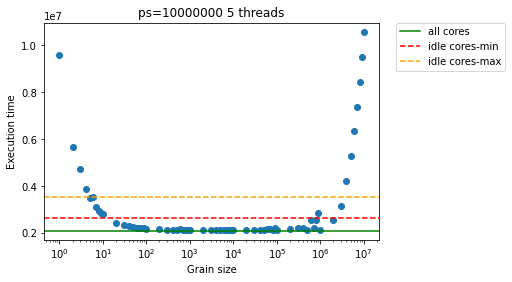 ps=10000000 5 threads
1e7
1.0
0.8
0.6
0.4
0.2
Execution time
10^0
10^1
10^2
10^3
10^4
10^5
10^6
10^7
Grain size
all cores
idle cores-min
idle cores-max